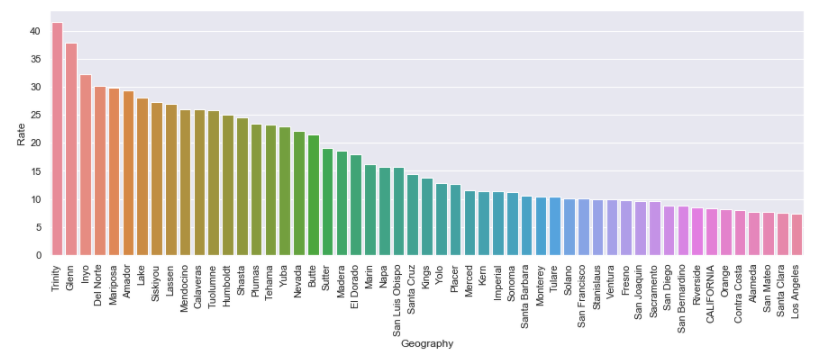 40
35
30
25
20
15
10
5
0
Rate
Trinity
Glenn
Inyo
Del Norte
Mariposa
Amador
Lake
Siskiyou
Lassen
Mendocino
Calaveras
Tuolumne
Humboldt
Shasta
Plumas
Tehama
Yuba
Nevada
Butte
Sutter
Madera
El Dorado
Marin
Napa
San Luis Obispo
Santa Cruz
Kings
Yolo
Placer
Merced
Kern
Imperial
Sonoma
Santa Barbara
Monterey
Tulare
Solano
San Francisco
Stanislaus
Ventura
Fresno
San Joaquin
Sacramento
San Diego
San Bernardino
Riverside
CALIFORNIA
Orange
Contra Costa
Alameda
San Mateo
Santa Clara
Los Angeles
Geography